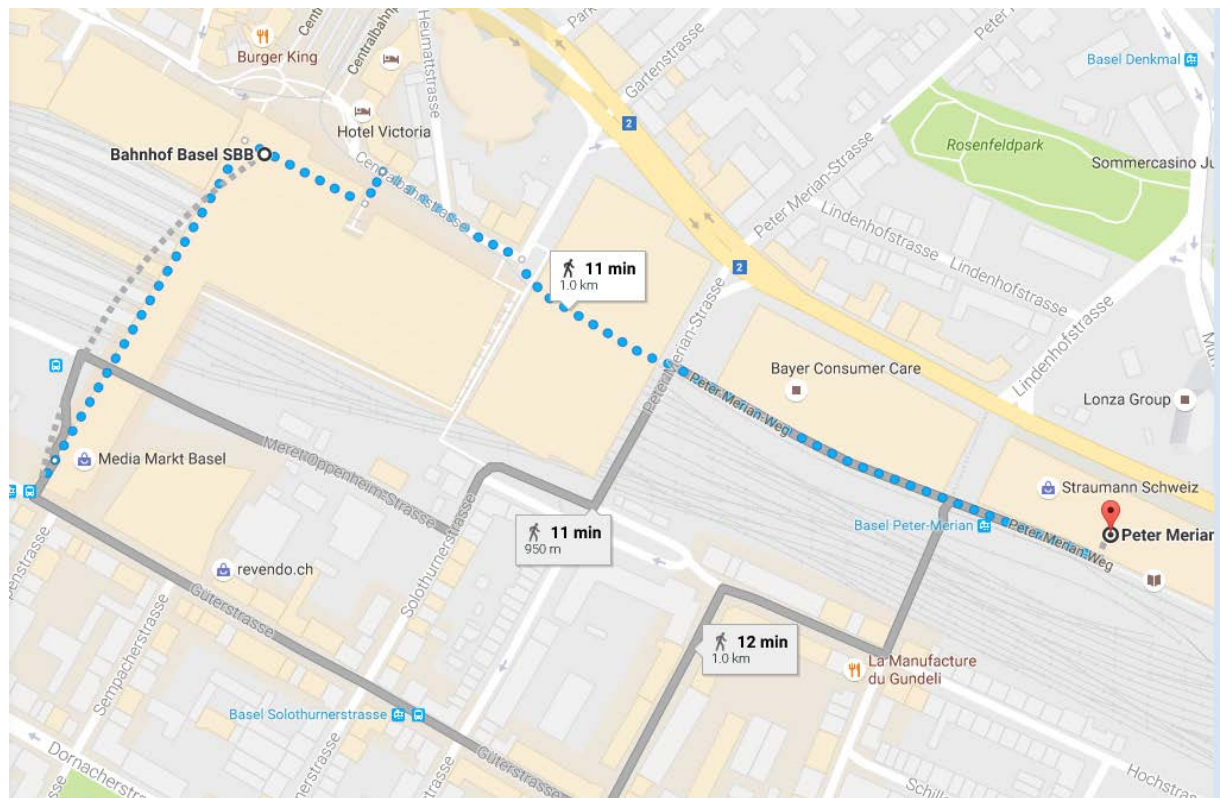 Burger King
Centralbahnp
Heumattstrasse
Park
Gartenstrasse
Peter M
Basel Denkmal
2
Hotel Victoria
Rosenfeldpark
Bahnhof Basel SBB
Sommercasino Ju
Centralbahnstrasse
Peter Merian-Strasse
Lindenhofstrasse
Lindenhofstrasse
11 min
1.0 km
2
Lindenhofstrasse
Peter Merian-Strasse
Bayer Consumer Care
Peter Merian-Weg
Lonza Group
Media Markt Basel
Meret Oppenheim-Strasse
Straumann Schweiz
Basel Peter-Merian
Peter Merian-Weg
Peter Merian
11 min
950 m
revendo.ch
Solothurnerstrasse
Güterstrasse
Sempacherstrasse
penstrasse
12 min
1.0 km
La Manufacture
du Gundeli
Basel Solothurnerstrasse
Güterstrasse
Dornacherstrasse
Hochstrasse
Schille